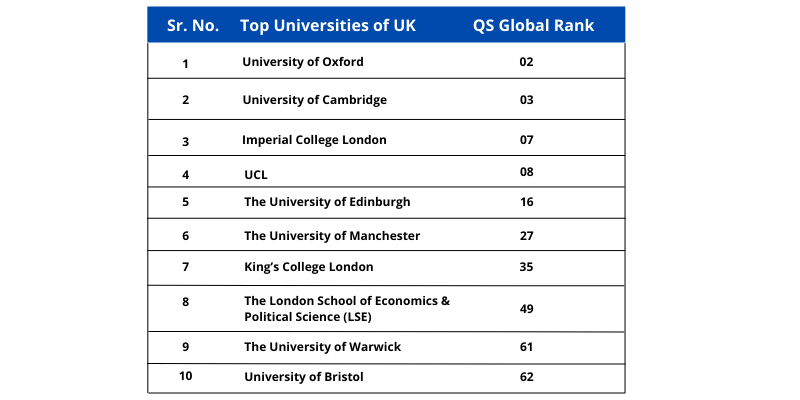 Sr. No. Top Universities of UK QS Global Rank
1 University of Oxford 02
2 University of Cambridge 03
3 Imperial College London 07
4 UCL 08
5 The University of Edinburgh 16
6 The University of Manchester 27
7 King’s College London 35
8 The London School of Economics &
Political Science (LSE) 49
9 The University of Warwick 61
10 University of Bristol 62